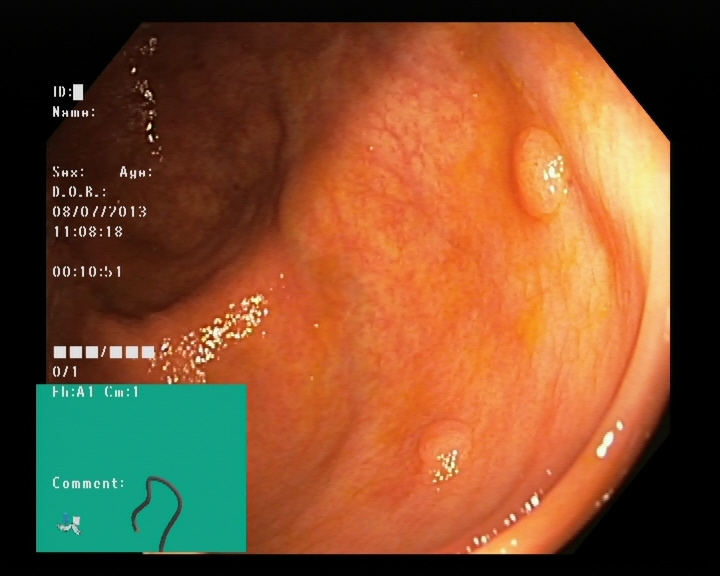 ID:
Name:
Sex: Age:
D.O.B.:
08/07/2013
11:08:18
00:10:51
■■■/■■■
0/1
Eh:A1 Cm:1
Comment: